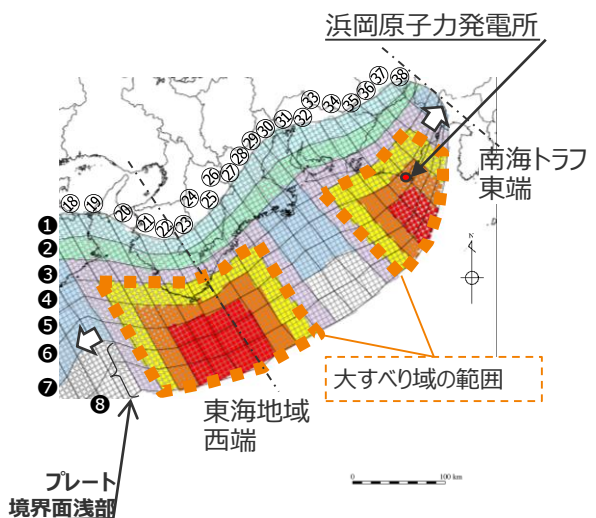 浜岡原子力発電所
㊳
㊲
㊱
㉟
㉞
㉝
㉜
㉛
㉚
㉙
㉘
㉗
㉖
㉕
㉔
㉓
㉒
㉑
⑳
⑲
⑱
南海トラフ
東端
N
❶
❷
❸
❹
❺
❻
❼
❽
大すべり域の範囲
東海地域
西端
プレート
境界面浅部
0 100 km